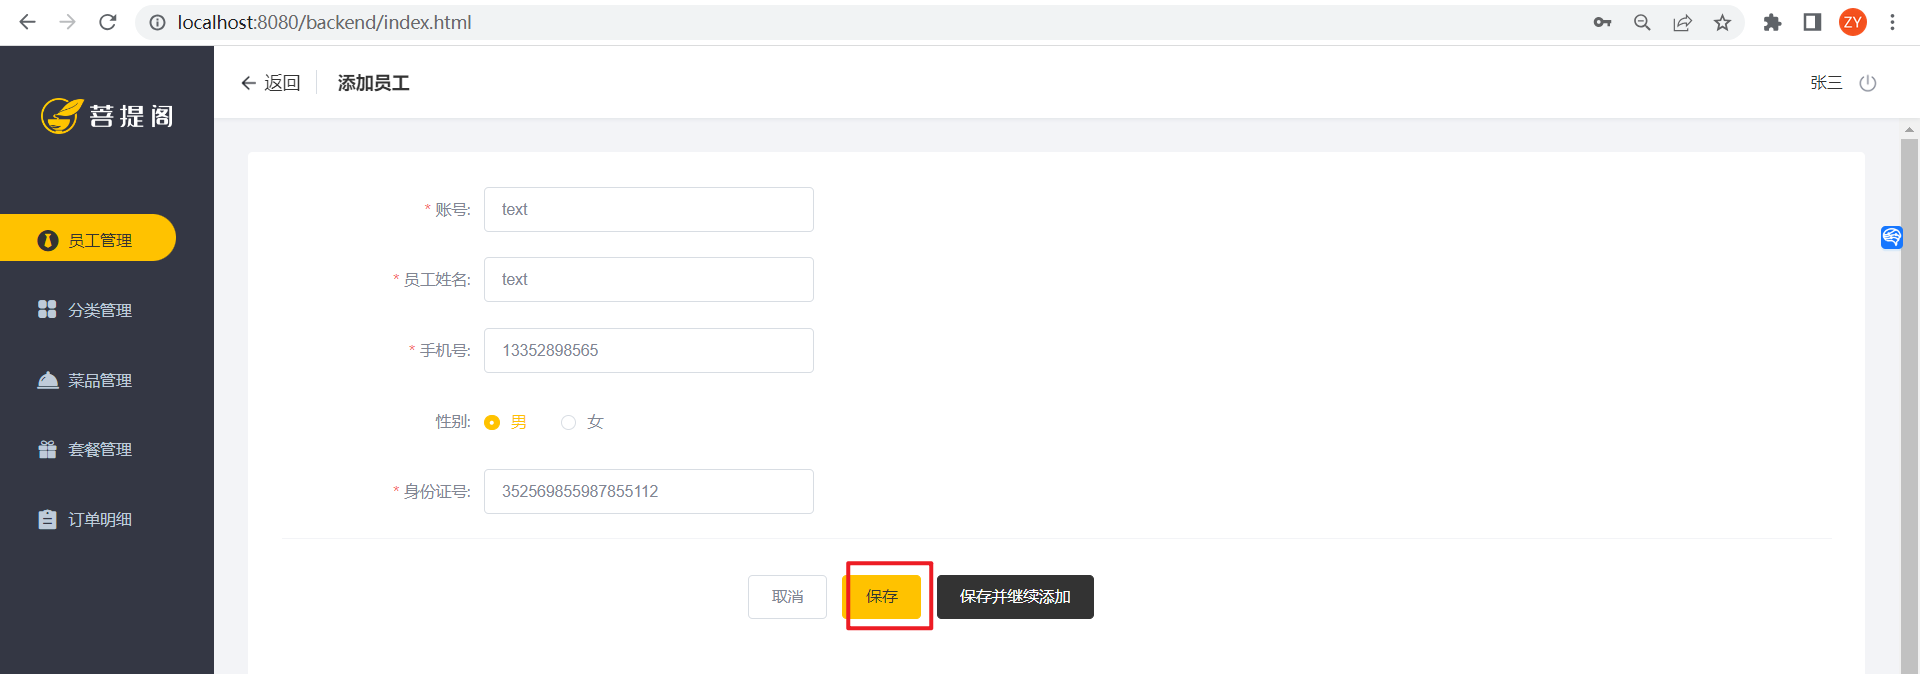 localhost:8080/backend/index.html
ZY
菩提阁
返回
添加员工
张三
员工管理
分类管理
菜品管理
套餐管理
订单明细
* 账号: text
* 员工姓名: text
* 手机号: 13352898565
性别: 男 女
* 身份证号: 352569855987855112
取消 保存 保存并继续添加